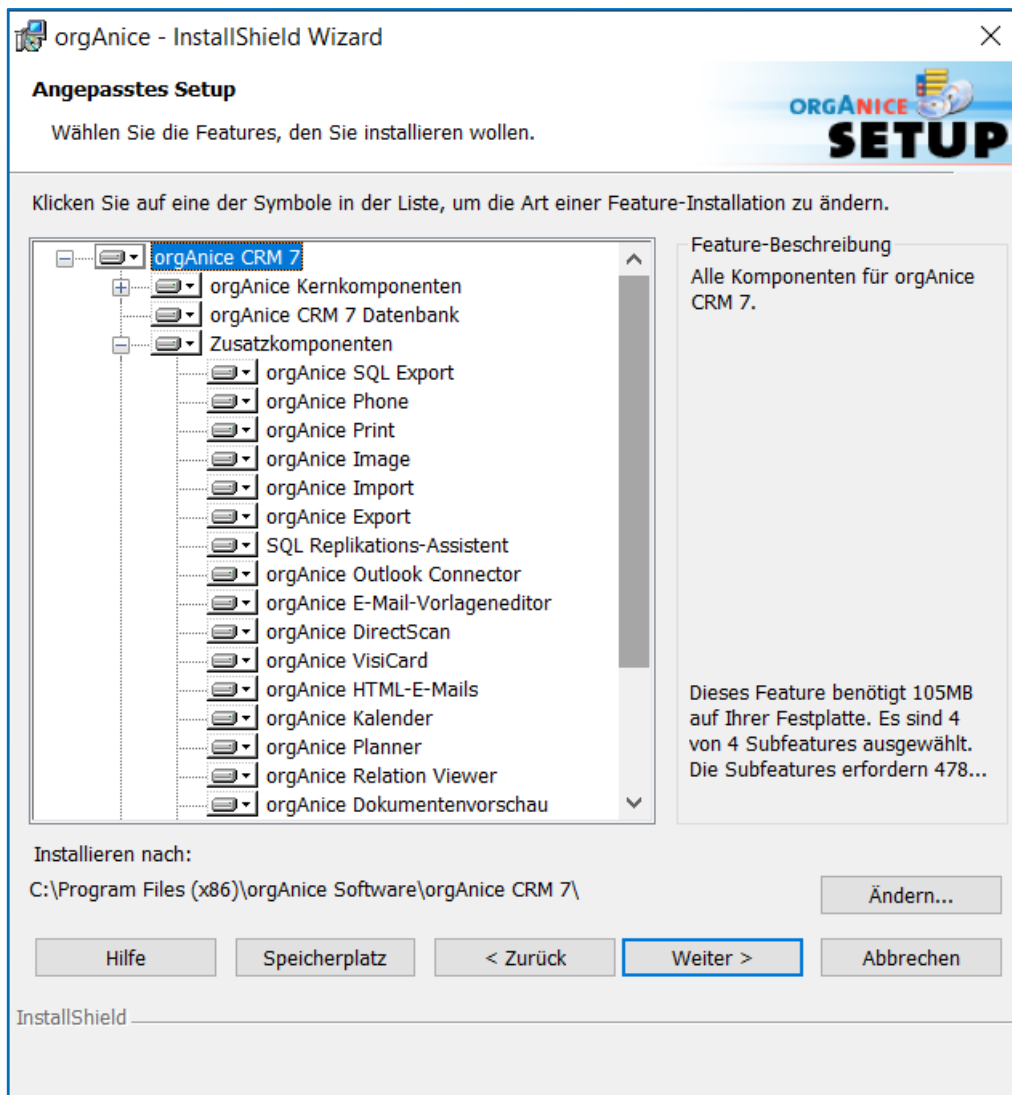 orgAnice - InstallShield Wizard
Angepasstes Setup
Wählen Sie die Features, den Sie installieren wollen.
ORGANICE
SETUP
Klicken Sie auf eine der Symbole in der Liste, um die Art einer Feature-Installation zu ändern.
orgAnice CRM 7
orgAnice Kernkomponenten
orgAnice CRM 7 Datenbank
Zusatzkomponenten
orgAnice SQL Export
orgAnice Phone
orgAnice Print
orgAnice Image
orgAnice Import
orgAnice Export
SQL Replikations-Assistent
orgAnice Outlook Connector
orgAnice E-Mail-Vorlageneditor
orgAnice DirectScan
orgAnice VisiCard
orgAnice HTML-E-Mails
orgAnice Kalender
orgAnice Planner
orgAnice Relation Viewer
orgAnice Dokumentenvorschau
Feature-Beschreibung
Alle Komponenten für orgAnice
CRM 7.
Dieses Feature benötigt 105MB
auf Ihrer Festplatte. Es sind 4
von 4 Subfeatures ausgewählt.
Die Subfeatures erfordern 478...
Installieren nach:
C:\Program Files (x86)\orgAnice Software\orgAnice CRM 7\
Ändern...
Hilfe
Speicherplatz
< Zurück
Weiter >
Abbrechen
InstallShield